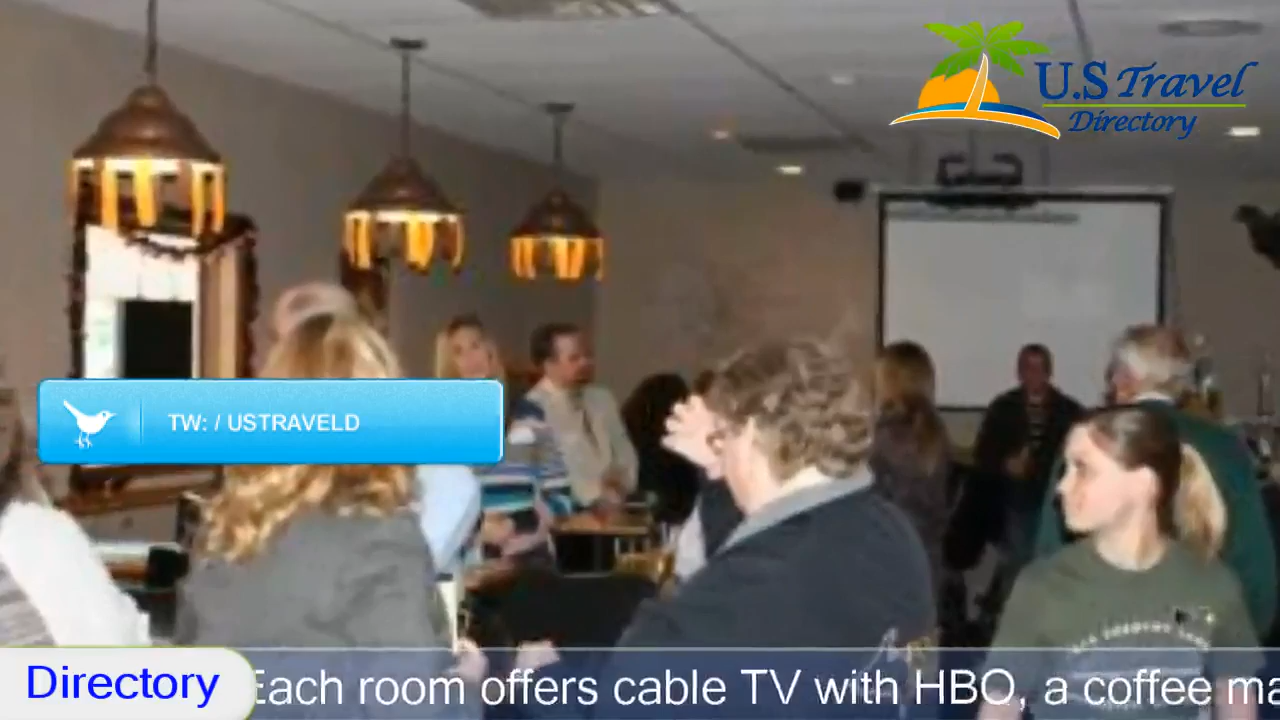 U.S Travel
Directory
TW: / USTRAVELD
Directory
Each room offers cable TV with HBO, a coffee ma